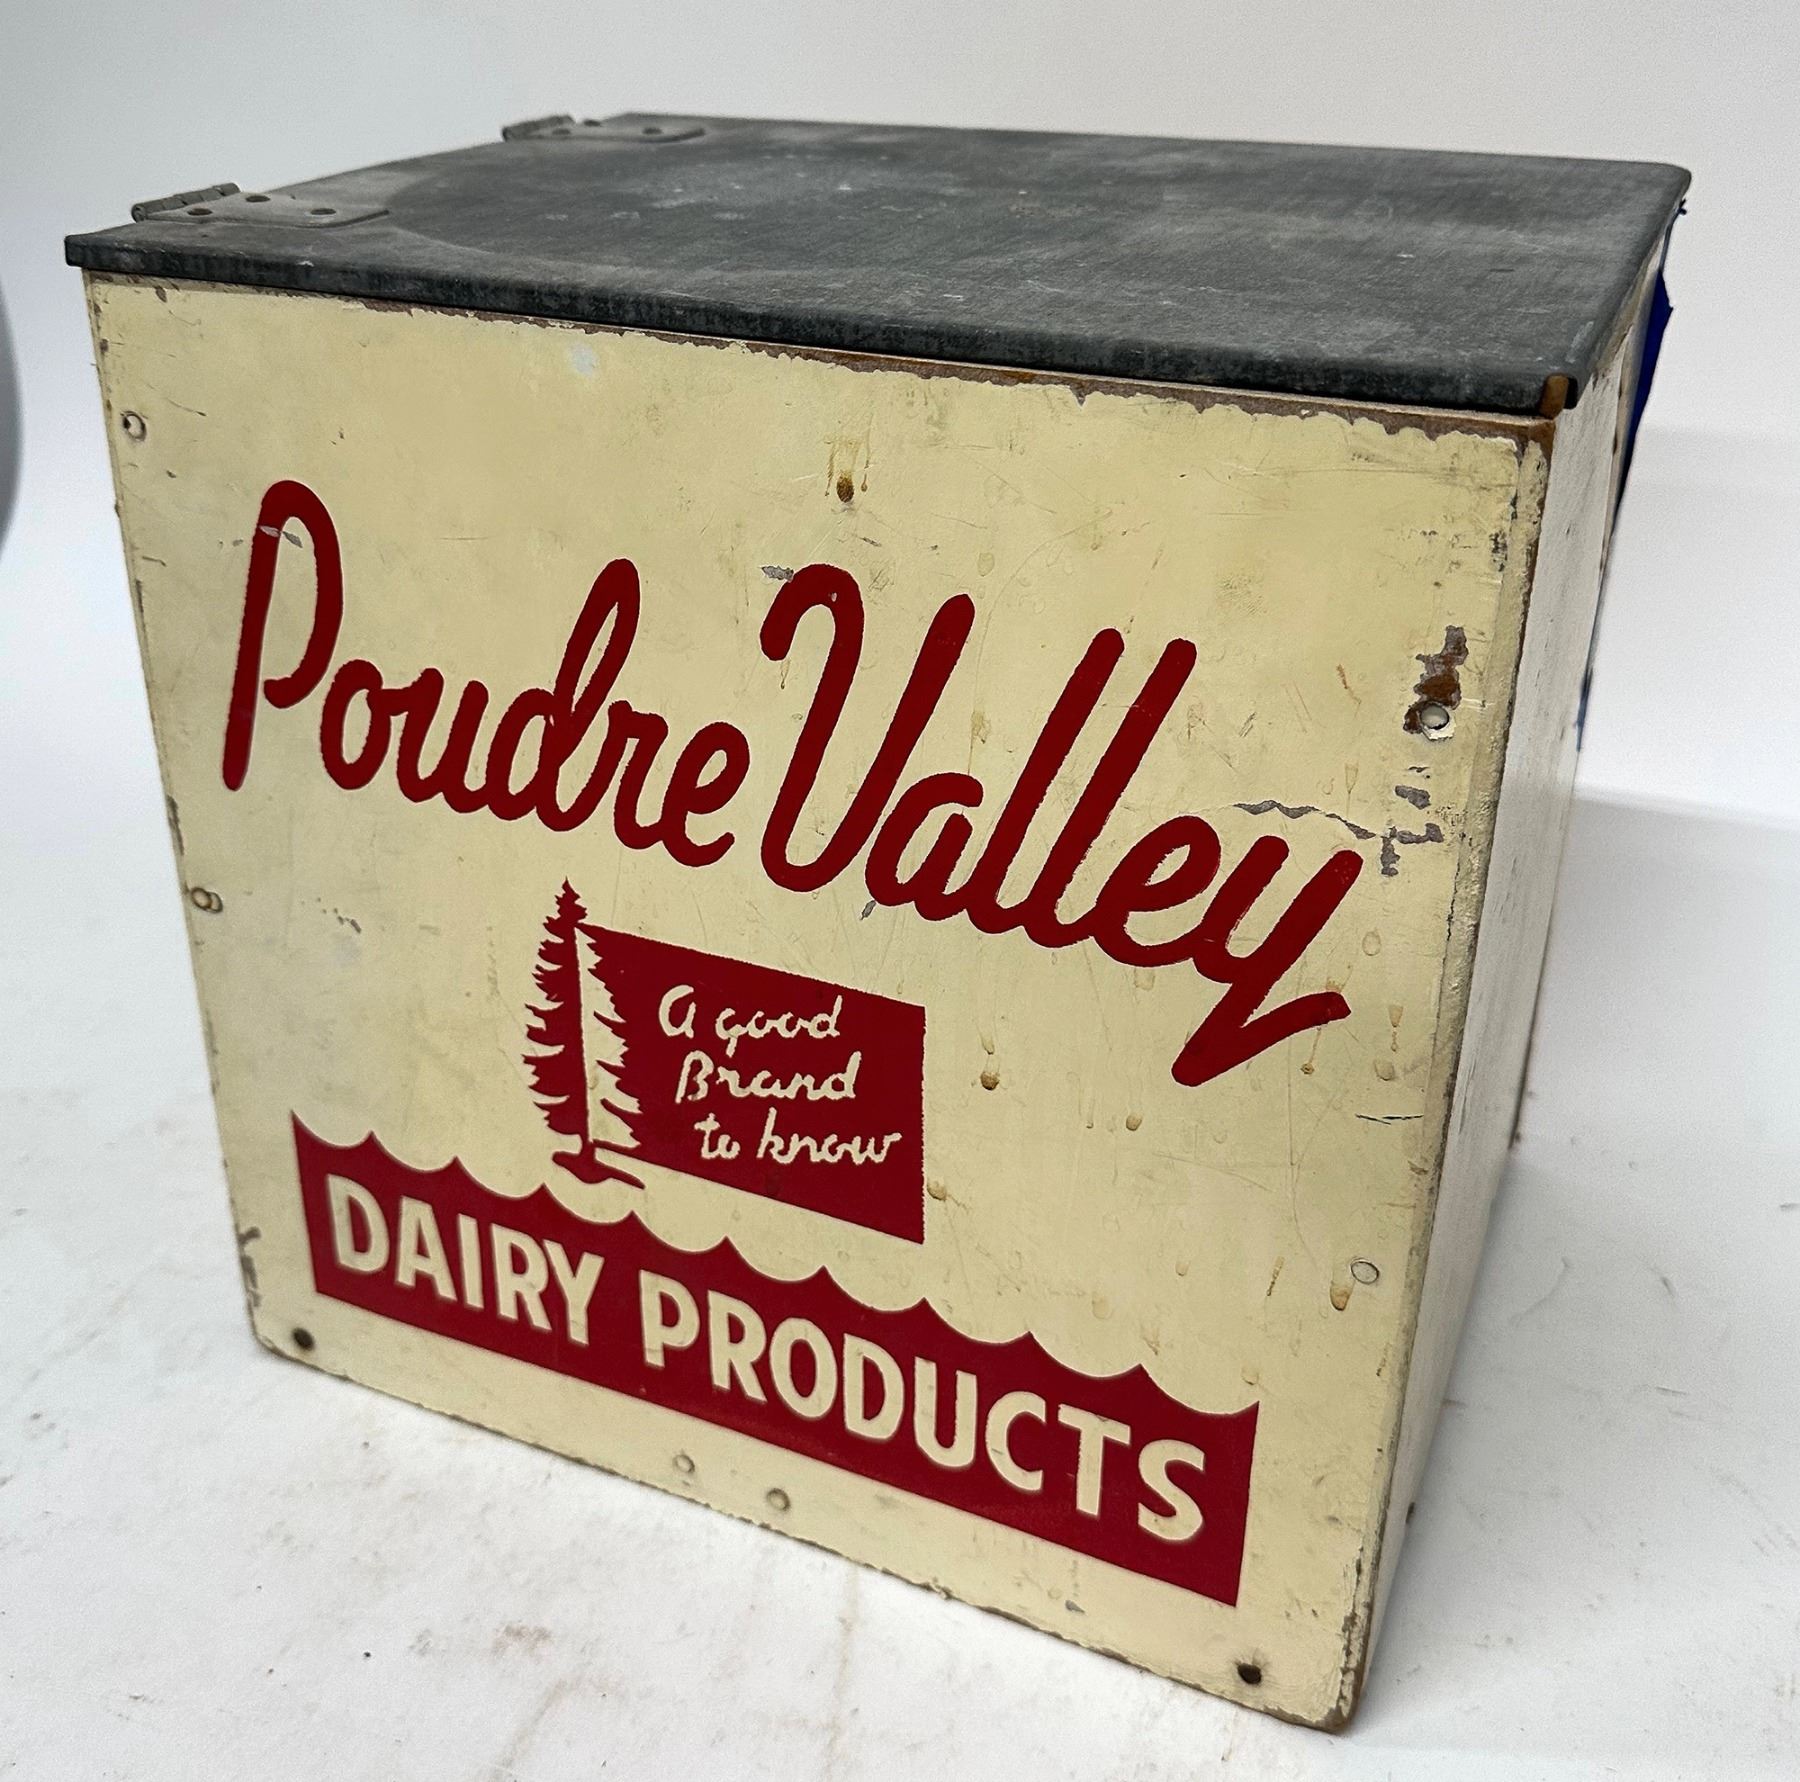 Poudre Valley
A good
Brand
to know
DAIRY PRODUCTS